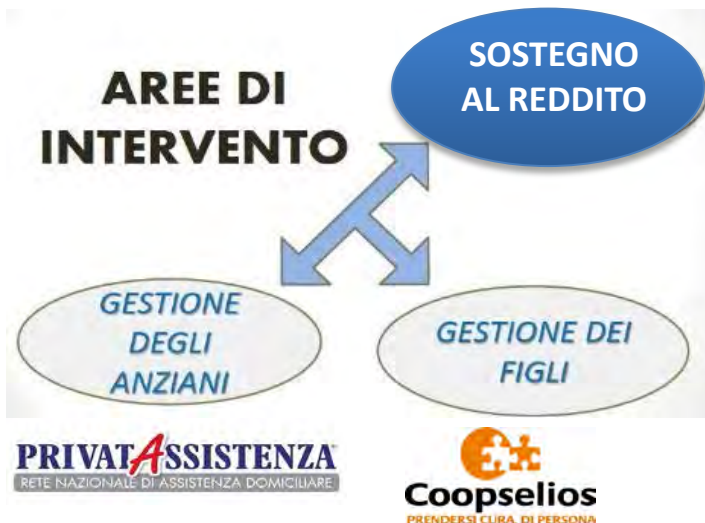 AREE DI
INTERVENTO
SOSTEGNO
AL REDDITO
GESTIONE
DEGLI
ANZIANI
GESTIONE DEI
FIGLI
PRIVATASSISTENZA
RETE NAZIONALE DI ASSISTENZA DOMICILIARE
Coopselios
PRENDERSI CURA. DI PERSONA